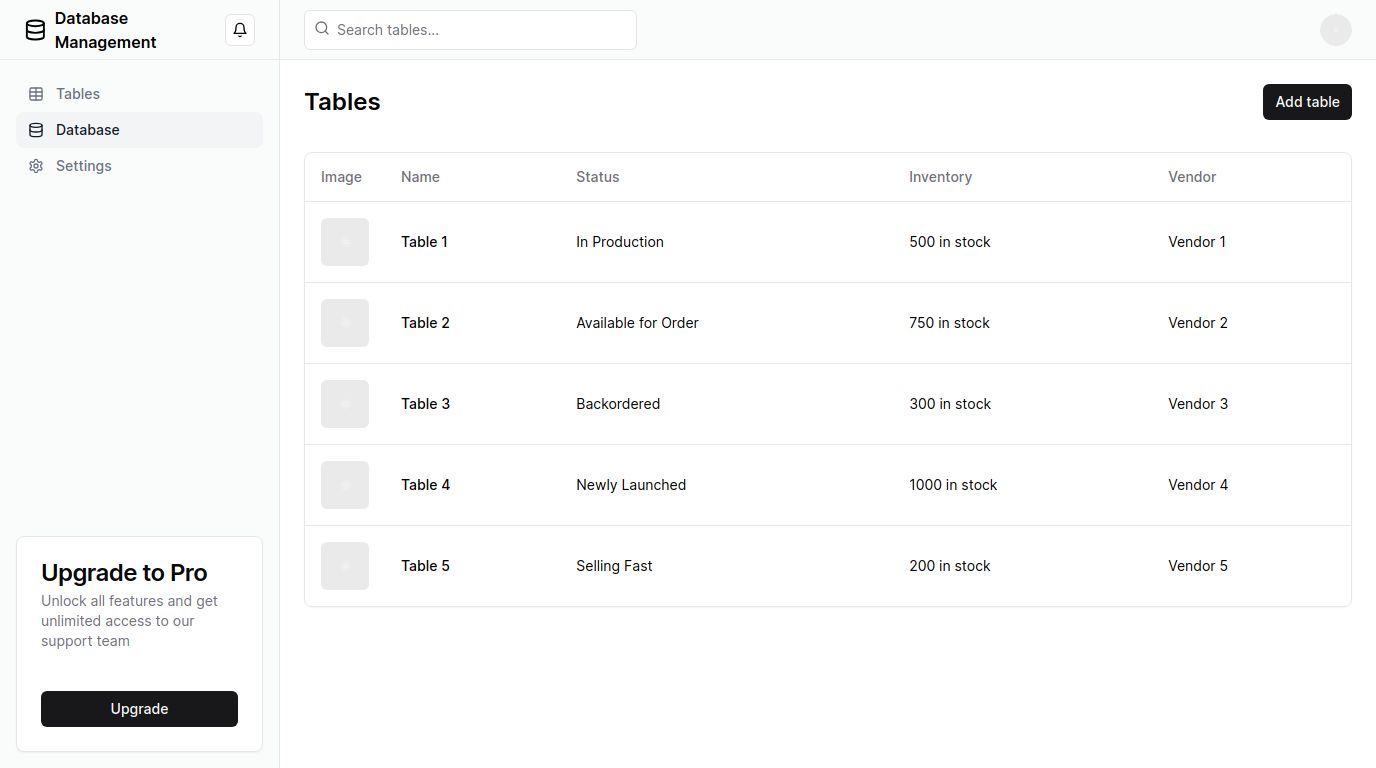 Database
Management
Search tables...
Tables
Database
Settings
Tables
Add table
Image Name Status Inventory Vendor
Table 1 In Production 500 in stock Vendor 1
Table 2 Available for Order 750 in stock Vendor 2
Table 3 Backordered 300 in stock Vendor 3
Table 4 Newly Launched 1000 in stock Vendor 4
Table 5 Selling Fast 200 in stock Vendor 5
Upgrade to Pro
Unlock all features and get
unlimited access to our
support team
Upgrade